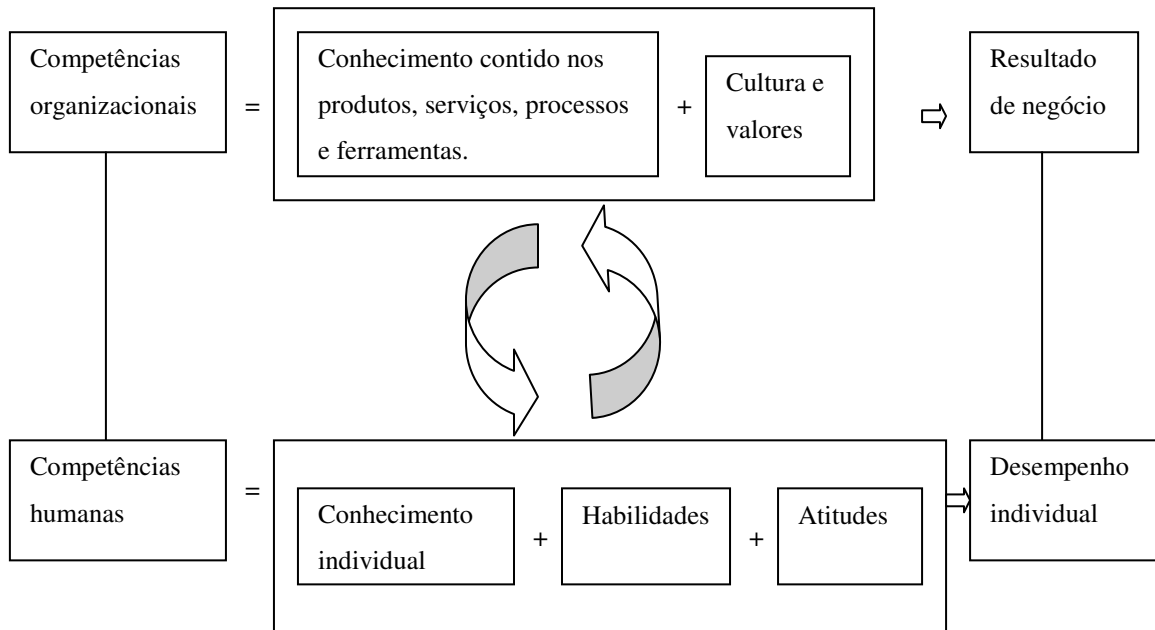 Competências
organizacionais
=
Conhecimento contido nos
produtos, serviços, processos
e ferramentas.
+
Cultura e
valores
Resultado
de negócio
Competências
humanas
=
Conhecimento
individual
+
Habilidades
+
Atitudes
Desempenho
individual